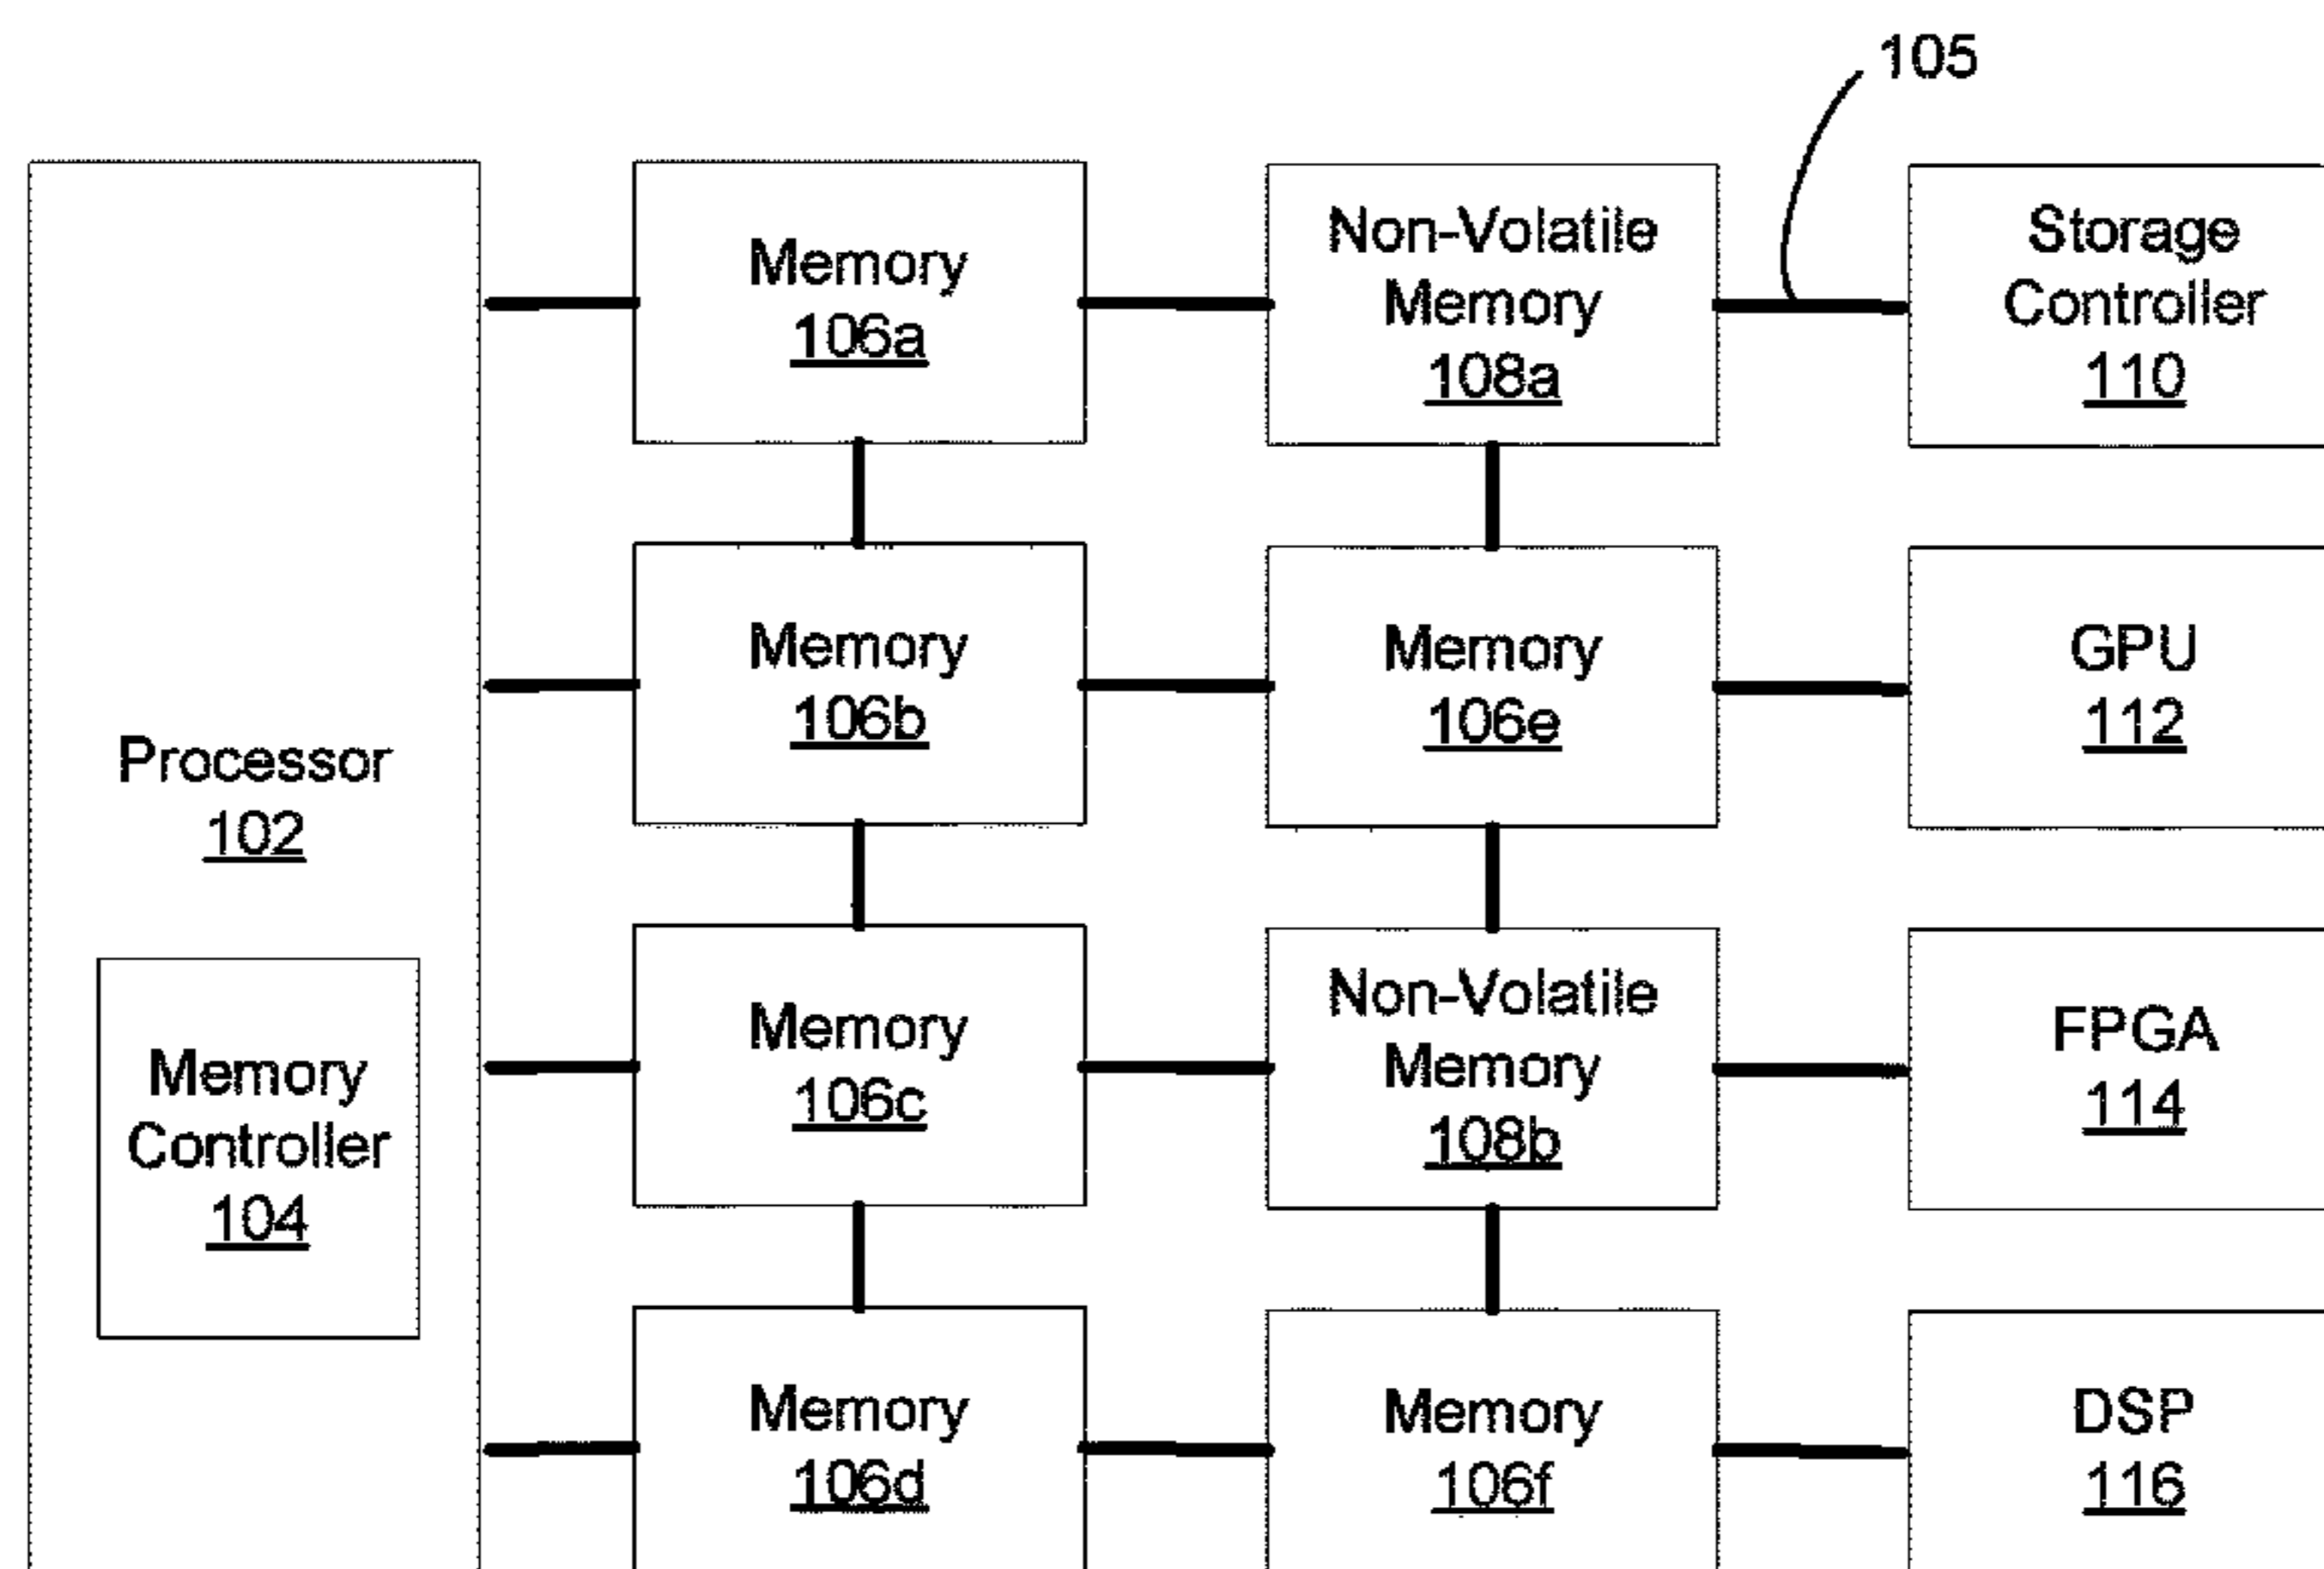 105
Memory
106a
Non-Volatile
Memory
108a
Storage
Controller
110
Memory
106b
Memory
106e
GPU
112
Processor
102
Memory
Controller
104
Memory
106c
Non-Volatile
Memory
108b
FPGA
114
Memory
106d
Memory
106f
DSP
116